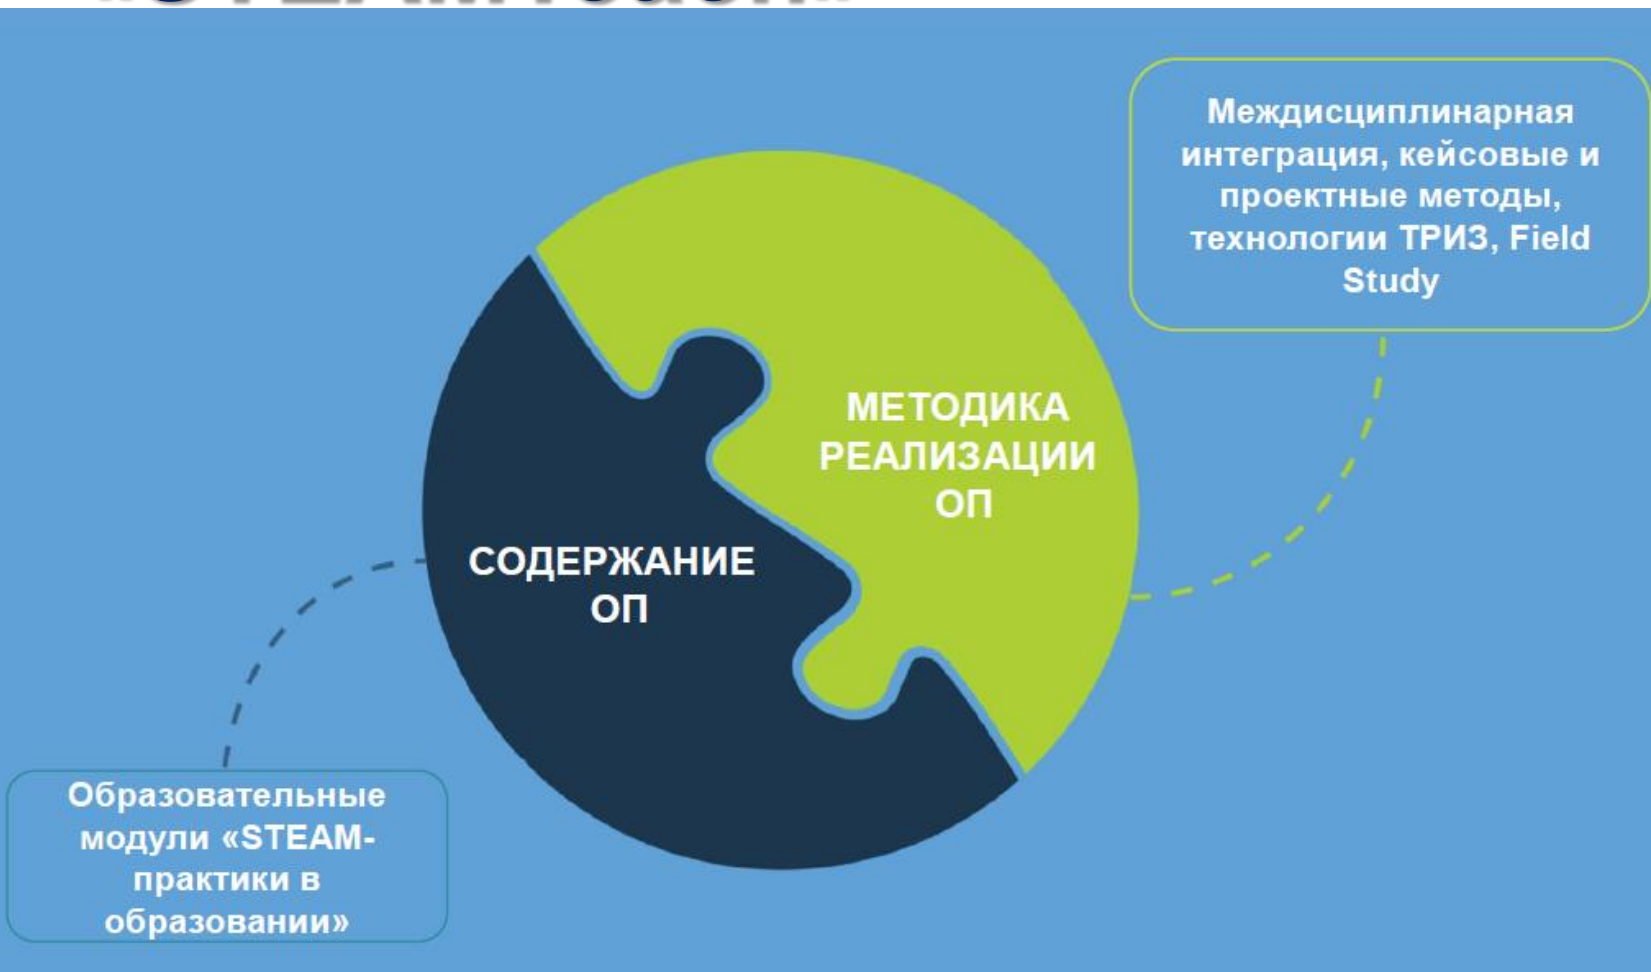 Междисциплинарная
интеграция, кейсовые и
проектные методы,
технологии ТРИЗ, Field
Study
МЕТОДИКА
РЕАЛИЗАЦИИ
ОП
СОДЕРЖАНИЕ
ОП
Образовательные
модули «STEAM-
практики в
образовании»